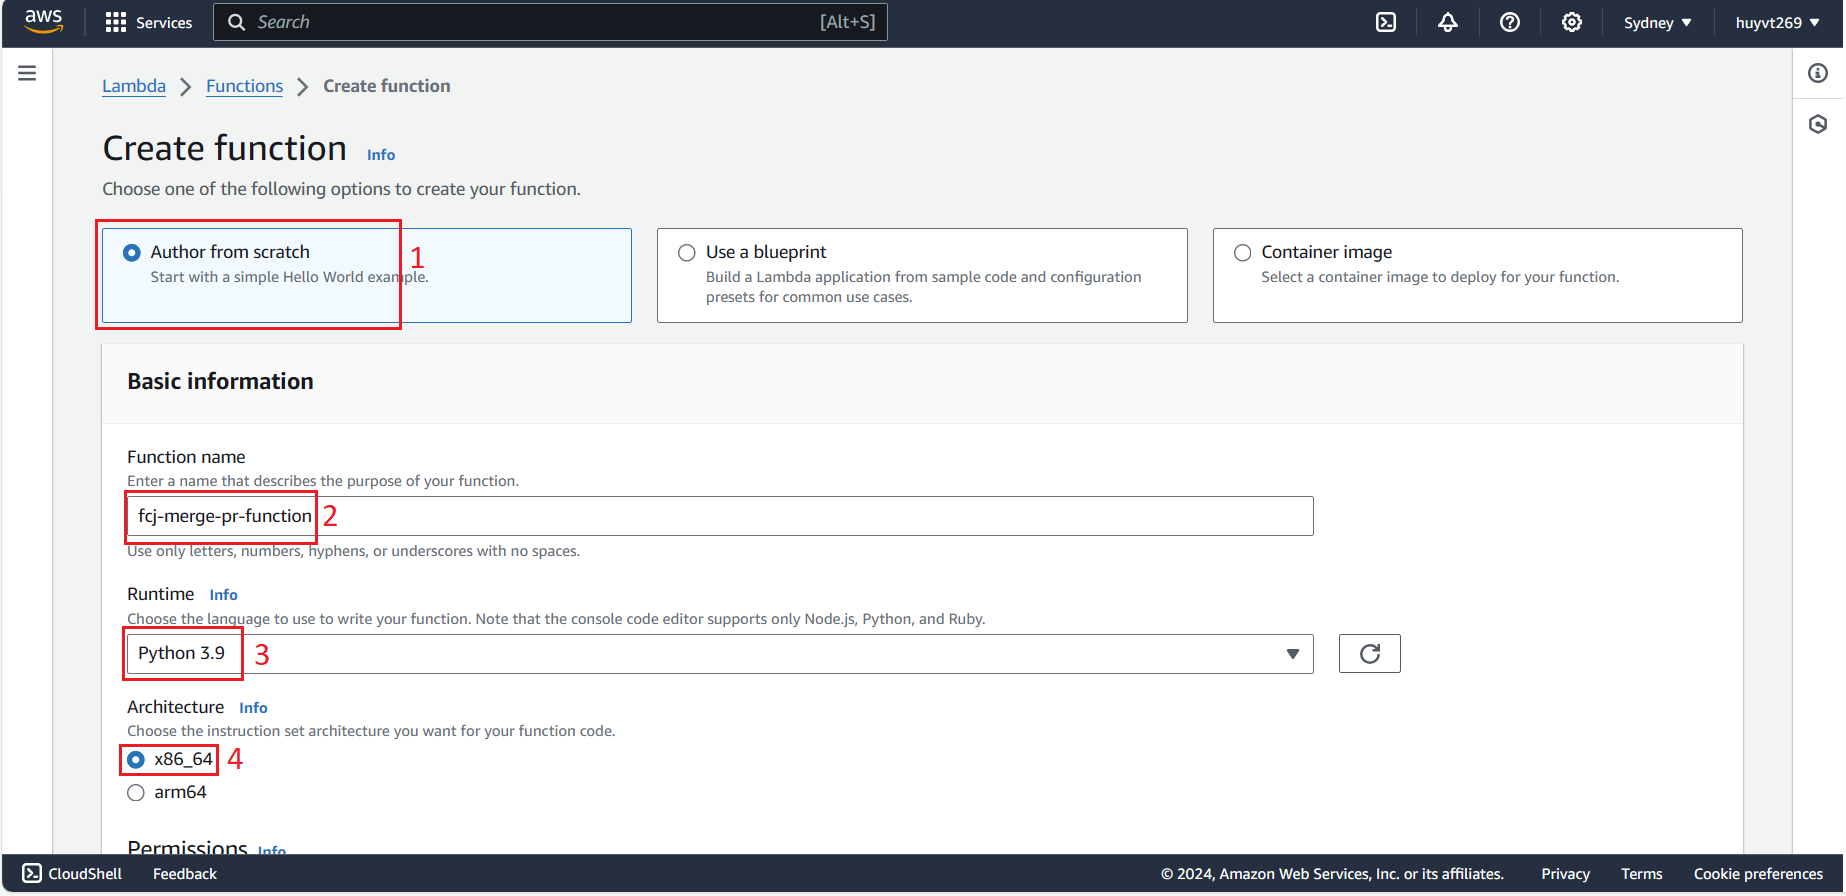 aws Services Search [Alt+S] Sydney huyvt269
Lambda Functions Create function
Create function Info
Choose one of the following options to create your function.
Author from scratch
Start with a simple Hello World example.
1
Use a blueprint
Build a Lambda application from sample code and configuration
presets for common use cases.
Container image
Select a container image to deploy for your function.
Basic information
Function name
Enter a name that describes the purpose of your function.
fcj-merge-pr-function 2
Use only letters, numbers, hyphens, or underscores with no spaces.
Runtime Info
Choose the language to use to write your function. Note that the console code editor supports only Node.js, Python, and Ruby.
Python 3.9 3
Architecture Info
Choose the instruction set architecture you want for your function code.
x86_64 4
arm64
Permissions Info
CloudShell Feedback © 2024, Amazon Web Services, Inc. or its affiliates. Privacy Terms Cookie preferences